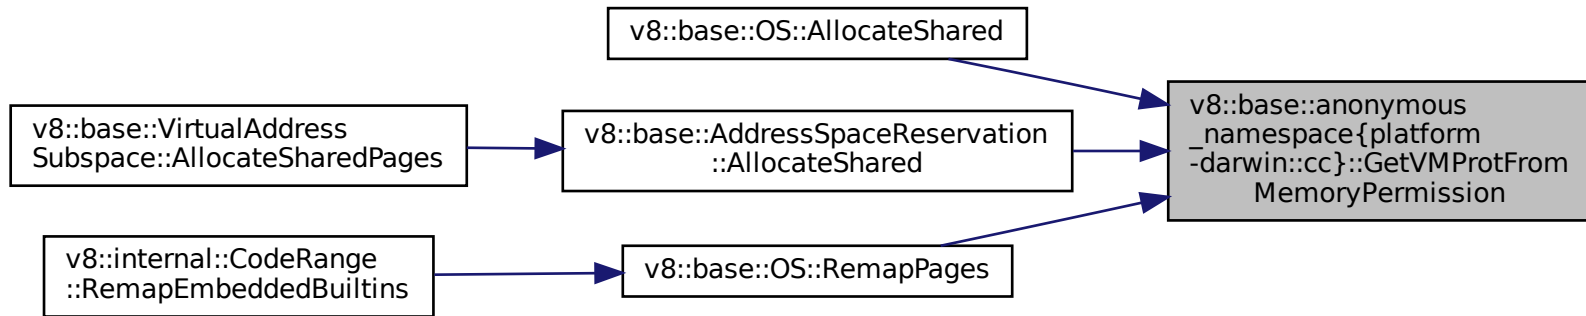 v8::base::OS::AllocateShared
v8::base::VirtualAddress
Subspace::AllocateSharedPages
v8::base::AddressSpaceReservation
::AllocateShared
v8::base::anonymous
_namespace{platform
-darwin::cc}::GetVMProtFrom
MemoryPermission
v8::internal::CodeRange
::RemapEmbeddedBuiltins
v8::base::OS::RemapPages